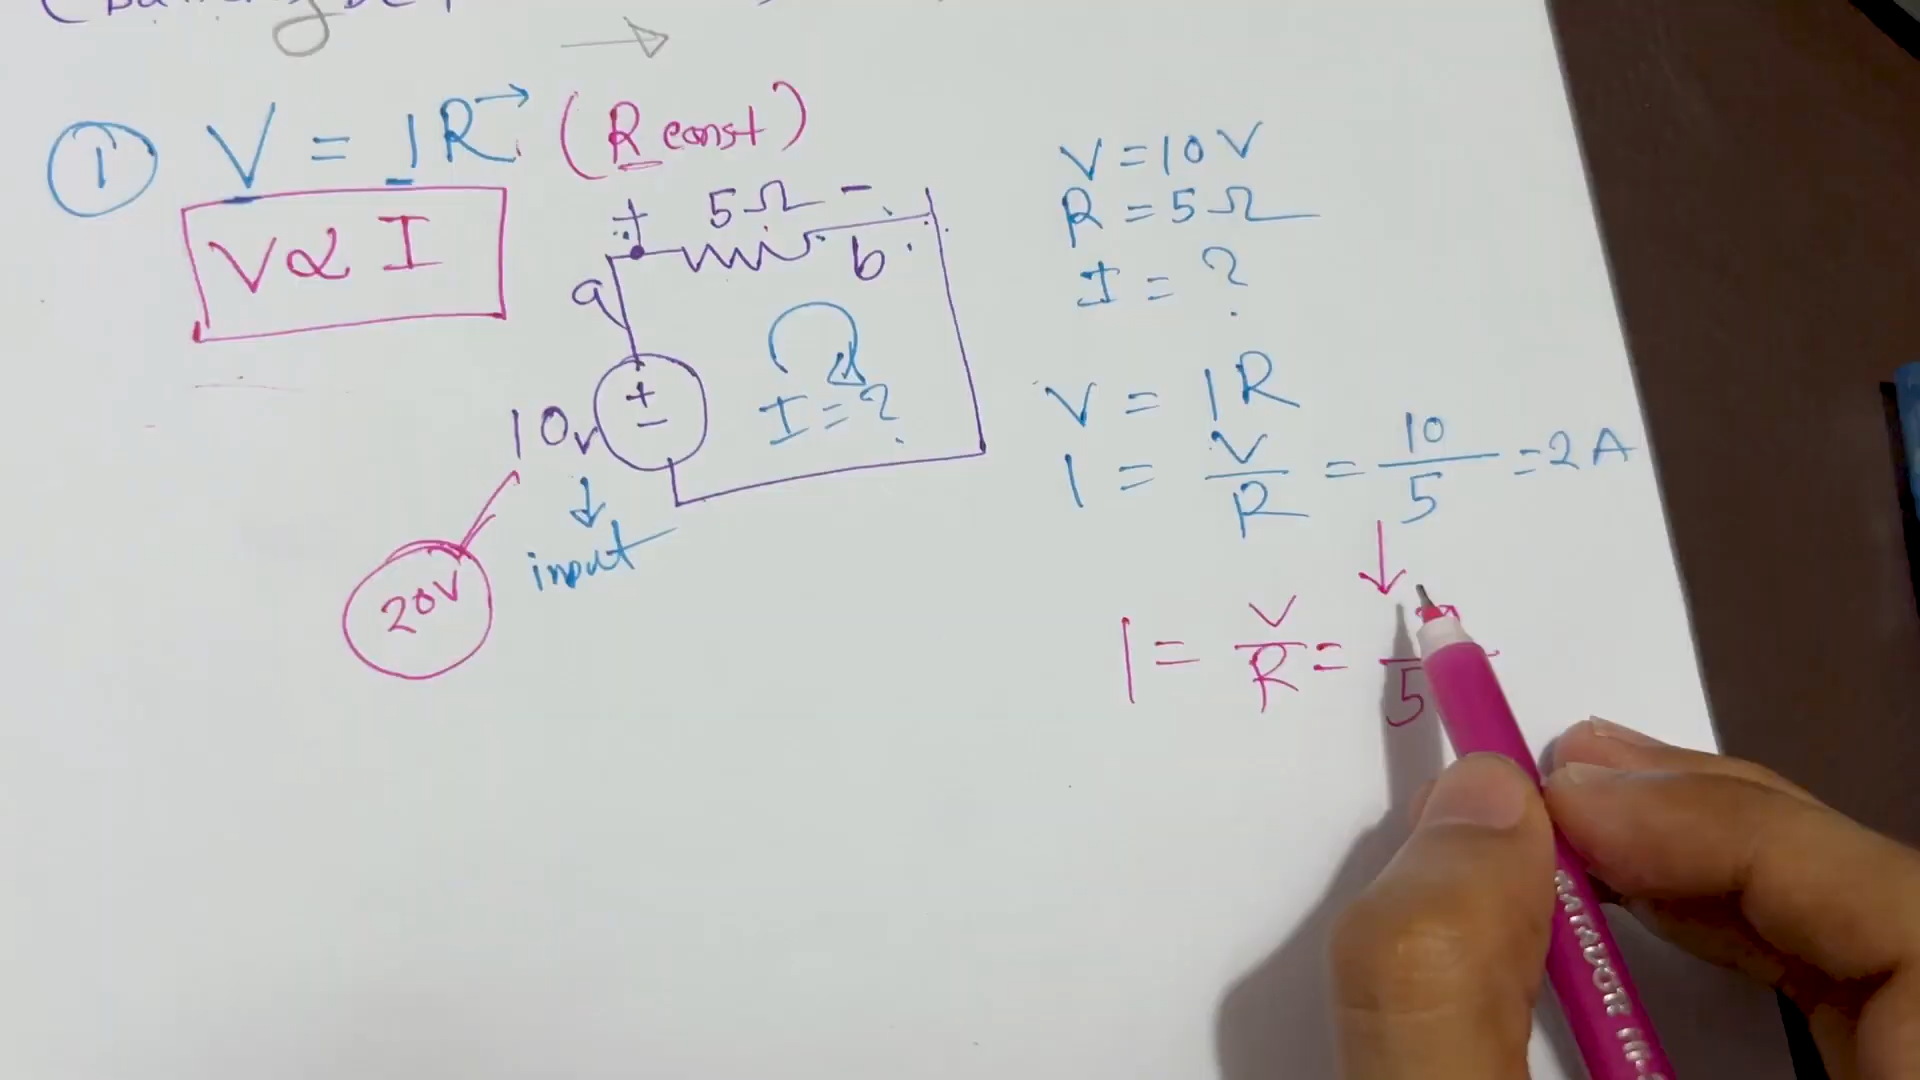 ① V = IR → (R const)
V ∝ I
+ 5Ω −
a b
10v + −
I = ?
↓
input
20V
V = 10V
R = 5Ω
I = ?
V = IR
I = V/R = 10/5 = 2A
↓
I = V/R = 5